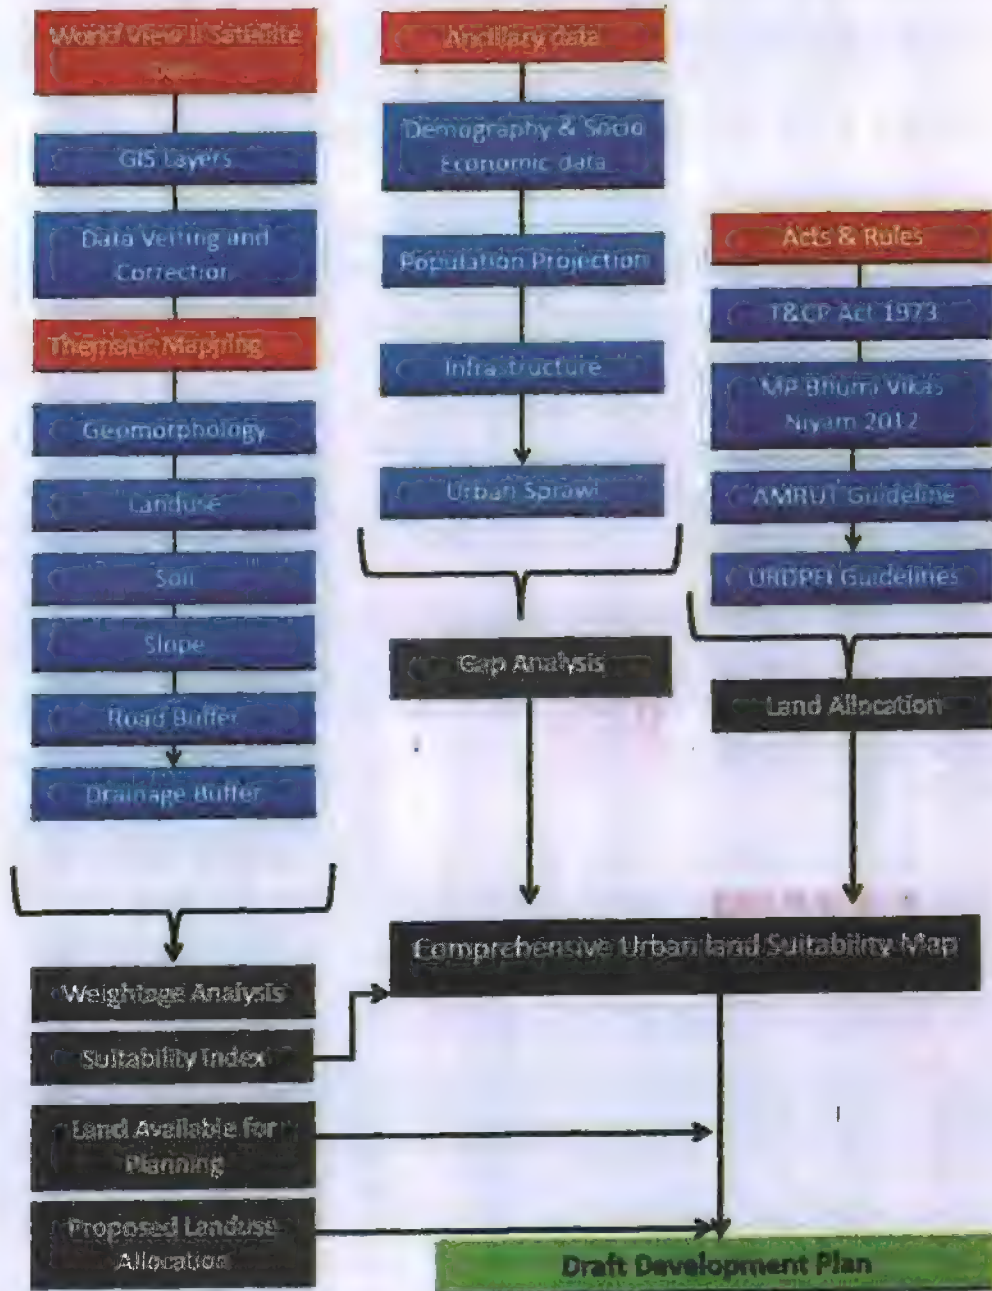 World View II Satellite
GIS Layers
Data Vetting and
Correction
Thematic Mapping
Geomorphology
Landuse
Soil
Slope
Road Buffer
Drainage Buffer
Weightage Analysis
Suitability Index
Land Available for
Planning
Proposed Landuse
Allocation
Ancillary data
Demography & Socio
Economic data
Population Projection
Infrastructure
Urban Sprawl
Gap Analysis
Acts & Rules
T&CP Act 1973
MP Bhumi Vikas
Niyam 2012
AMRUT Guideline
URDPFI Guidelines
Land Allocation
Comprehensive Urban land Suitability Map
Draft Development Plan